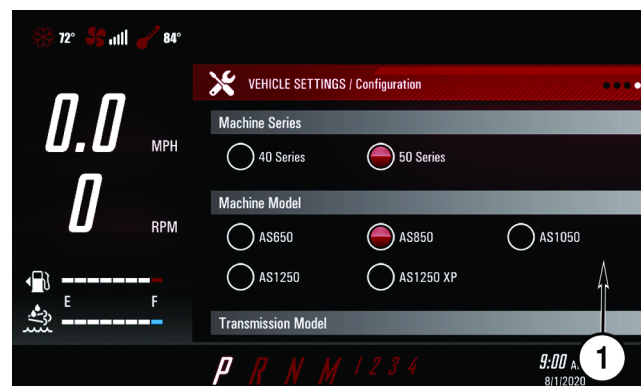 72° 84°
VEHICLE SETTINGS / Configuration
Machine Series
40 Series 50 Series
0.0 MPH
Machine Model
0 RPM
AS650 AS850 AS1050
AS1250 AS1250 XP
E F
Transmission Model
P R N M 1 2 3 4
9:00
8/1/2020
1